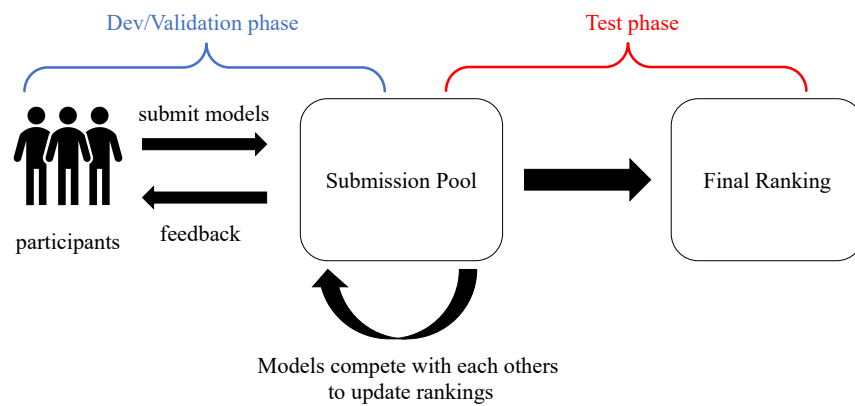 Dev/Validation phase
Test phase
submit models
Submission Pool
Final Ranking
feedback
participants
Models compete with each others
to update rankings